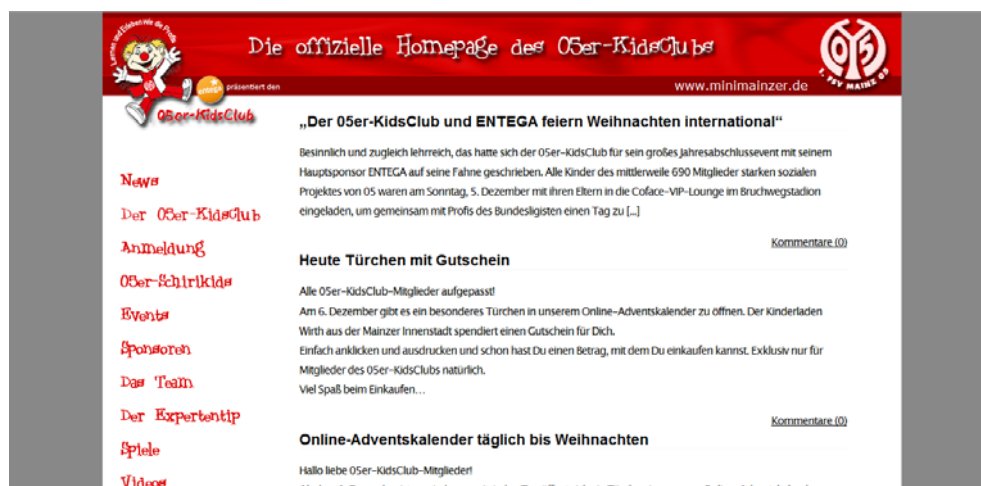 Lernen und Erleben wie die Profis
Die offizielle Homepage des 05er-KidsClubs
entega
präsentiert den
05er-KidsClub
www.minimainzer.de
1. FSV MAINZ 05
News
Der 05er-KidsClub
Anmeldung
05er-Schirikids
Events
Sponsoren
Das Team
Der Expertentip
Spiele
Videos
„Der 05er-KidsClub und ENTEGA feiern Weihnachten international“
Besinnlich und zugleich lehrreich, das hatte sich der 05er-KidsClub für sein großes Jahresabschlussevent mit seinem
Hauptsponsor ENTEGA auf seine Fahne geschrieben. Alle Kinder des mittlerweile 690 Mitglieder starken sozialen
Projektes von 05 waren am Sonntag, 5. Dezember mit ihren Eltern in die Coface-VIP-Lounge im Bruchwegstadion
eingeladen, um gemeinsam mit Profis des Bundesligisten einen Tag zu [...]
Kommentare (0)
Heute Türchen mit Gutschein
Alle 05er-KidsClub-Mitglieder aufgepasst!
Am 6. Dezember gibt es ein besonderes Türchen in unserem Online-Adventskalender zu öffnen. Der Kinderladen
Wirth aus der Mainzer Innenstadt spendiert einen Gutschein für Dich.
Einfach anklicken und ausdrucken und schon hast Du einen Betrag, mit dem Du einkaufen kannst. Exklusiv nur für
Mitglieder des 05er-KidsClubs natürlich.
Viel Spaß beim Einkaufen…
Kommentare (0)
Online-Adventskalender täglich bis Weihnachten
Hallo liebe 05er-KidsClub-Mitglieder!